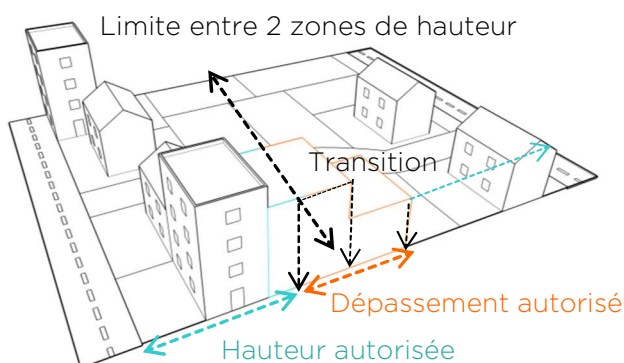 Limite entre 2 zones de hauteur
Transition
Dépassement autorisé
Hauteur autorisée